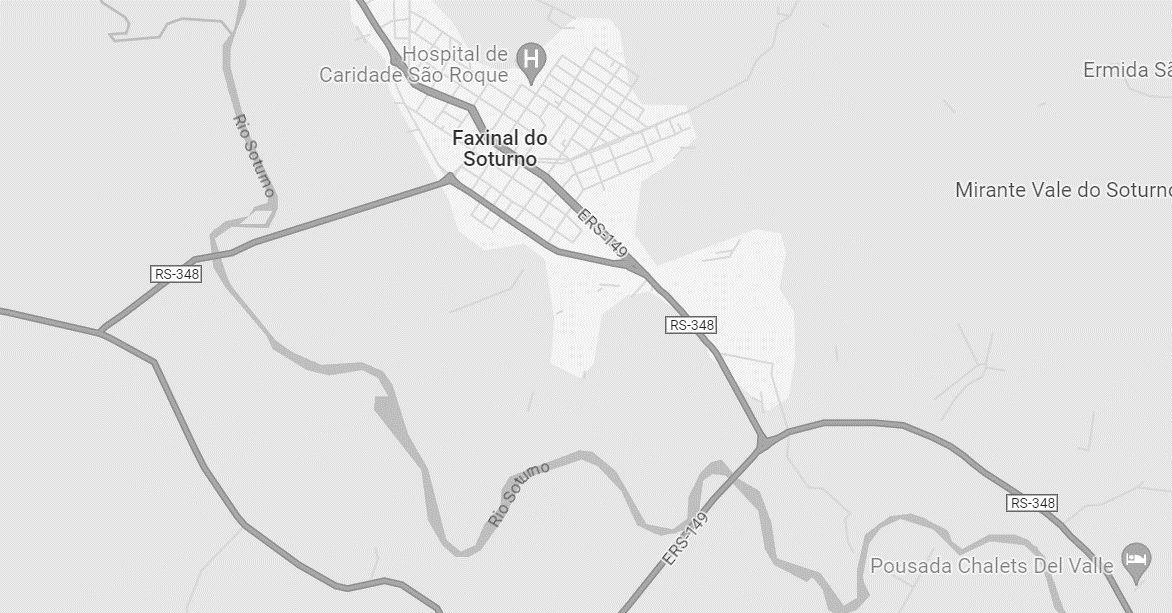 Hospital de
Caridade São Roque
H
Ermida Sã
Rio Soturno
Faxinal do
Soturno
Mirante Vale do Soturno
ERS-149
RS-348
RS-348
Rio Soturno
RS-348
ERS-149
Pousada Chalets Del Valle